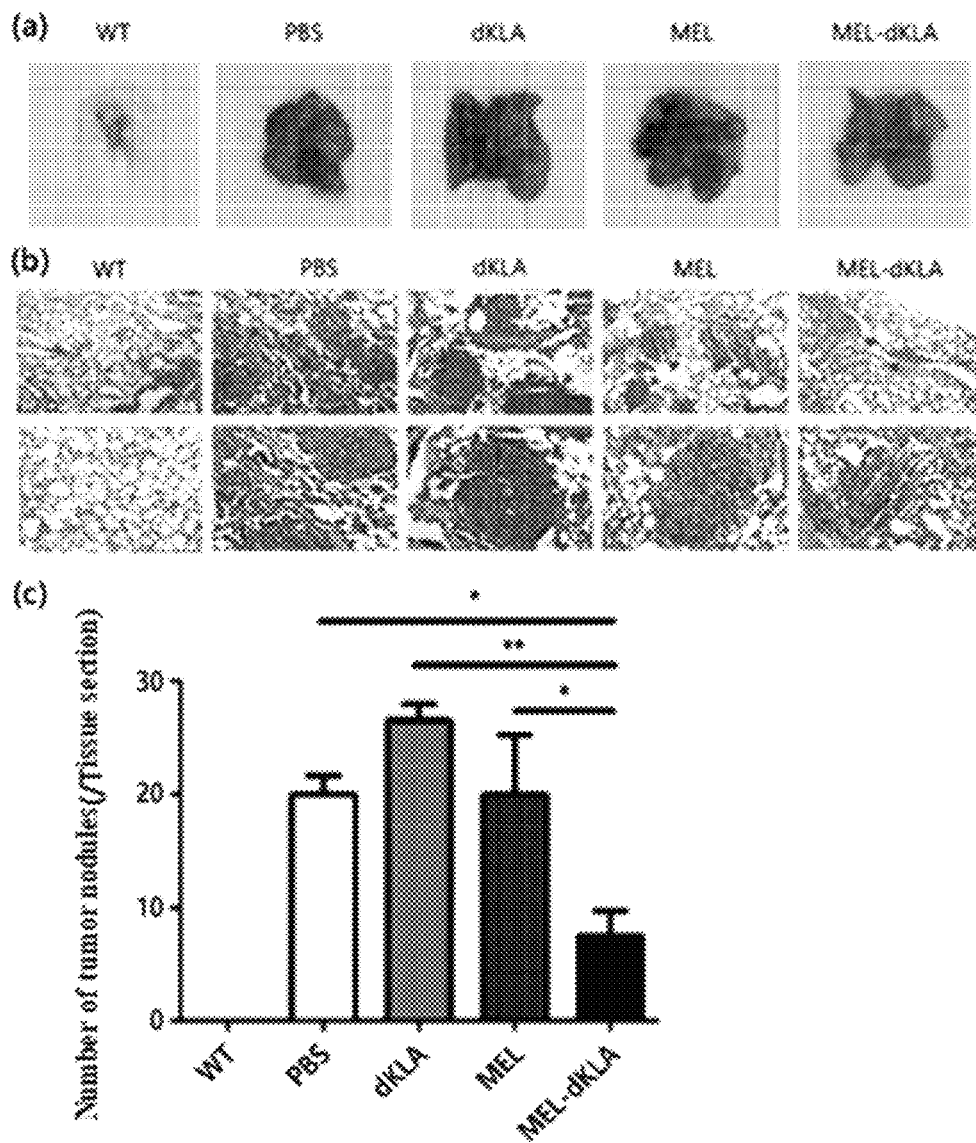 (a) WT PBS dKLA MEL MEL-dKLA
(b) WT PBS dKLA MEL MEL-dKLA
(c)
Number of tumor nodules(/Tissue section)
*
**
*
30
20
10
0
WT PBS dKLA MEL MEL-dKLA